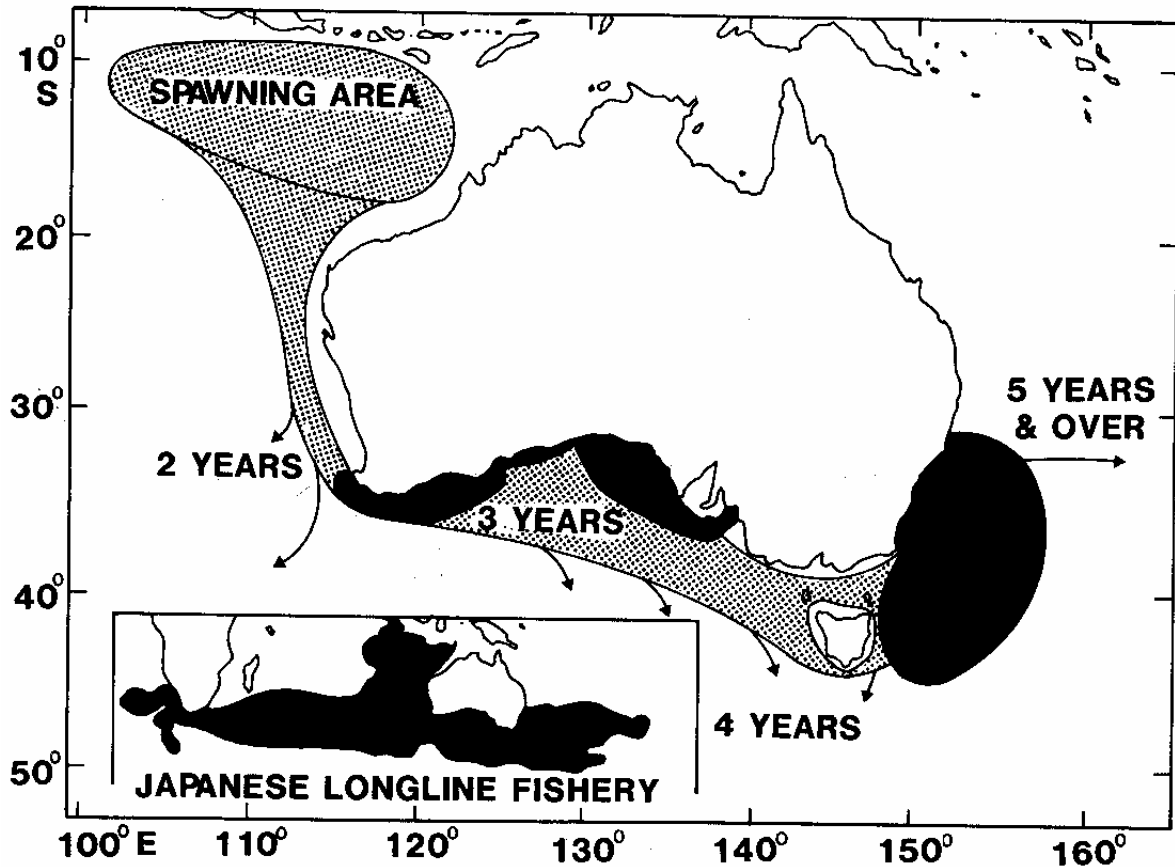 10°
S
SPAWNING AREA
20°
30°
5 YEARS
& OVER
2 YEARS
3 YEARS
40°
4 YEARS
50°
JAPANESE LONGLINE FISHERY
100° E
110°
120°
130°
140°
150°
160°